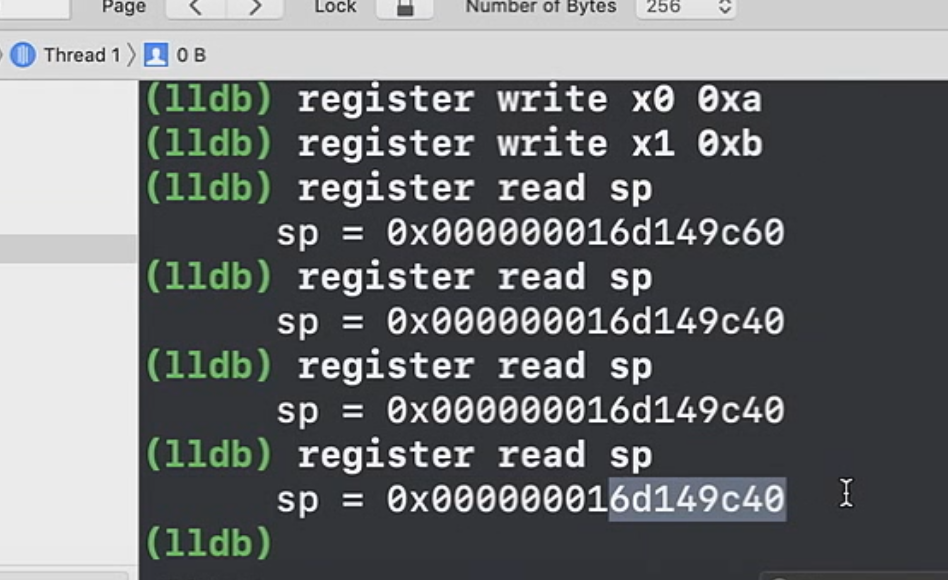 Page Lock Number of Bytes 256
Thread 1 0 B
(lldb) register write x0 0xa
(lldb) register write x1 0xb
(lldb) register read sp
sp = 0x000000016d149c60
(lldb) register read sp
sp = 0x000000016d149c40
(lldb) register read sp
sp = 0x000000016d149c40
(lldb) register read sp
sp = 0x000000016d149c40
(lldb)